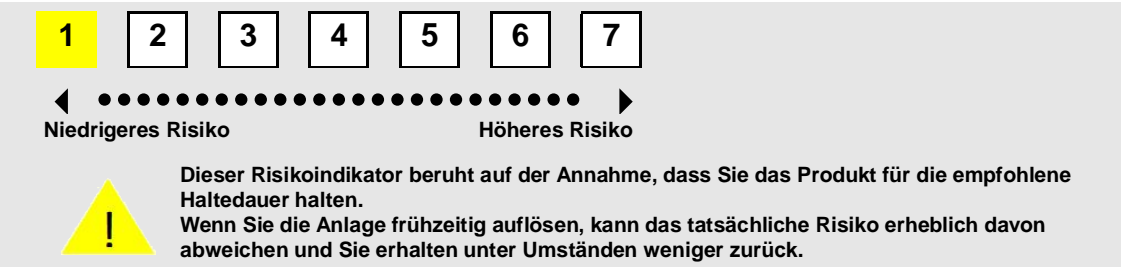 1 2 3 4 5 6 7
Niedrigeres Risiko Höheres Risiko
Dieser Risikoindikator beruht auf der Annahme, dass Sie das Produkt für die empfohlene
Haltedauer halten.
Wenn Sie die Anlage frühzeitig auflösen, kann das tatsächliche Risiko erheblich davon
abweichen und Sie erhalten unter Umständen weniger zurück.
!